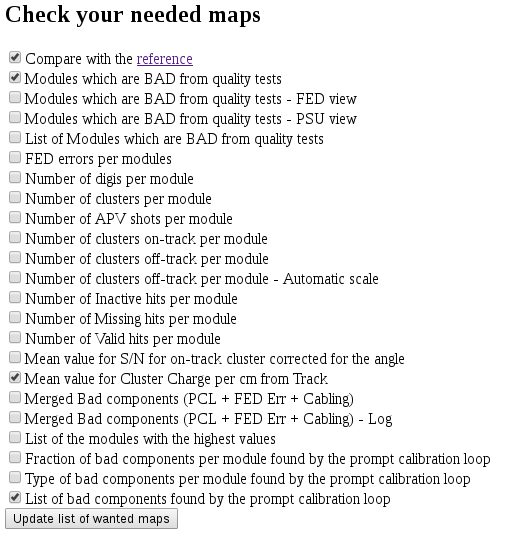 Check your needed maps
Compare with the reference
Modules which are BAD from quality tests
Modules which are BAD from quality tests - FED view
Modules which are BAD from quality tests - PSU view
List of Modules which are BAD from quality tests
FED errors per modules
Number of digis per module
Number of clusters per module
Number of APV shots per module
Number of clusters on-track per module
Number of clusters off-track per module
Number of clusters off-track per module - Automatic scale
Number of Inactive hits per module
Number of Missing hits per module
Number of Valid hits per module
Mean value for S/N for on-track cluster corrected for the angle
Mean value for Cluster Charge per cm from Track
Merged Bad components (PCL + FED Err + Cabling)
Merged Bad components (PCL + FED Err + Cabling) - Log
List of the modules with the highest values
Fraction of bad components per module found by the prompt calibration loop
Type of bad components per module found by the prompt calibration loop
List of bad components found by the prompt calibration loop
Update list of wanted maps